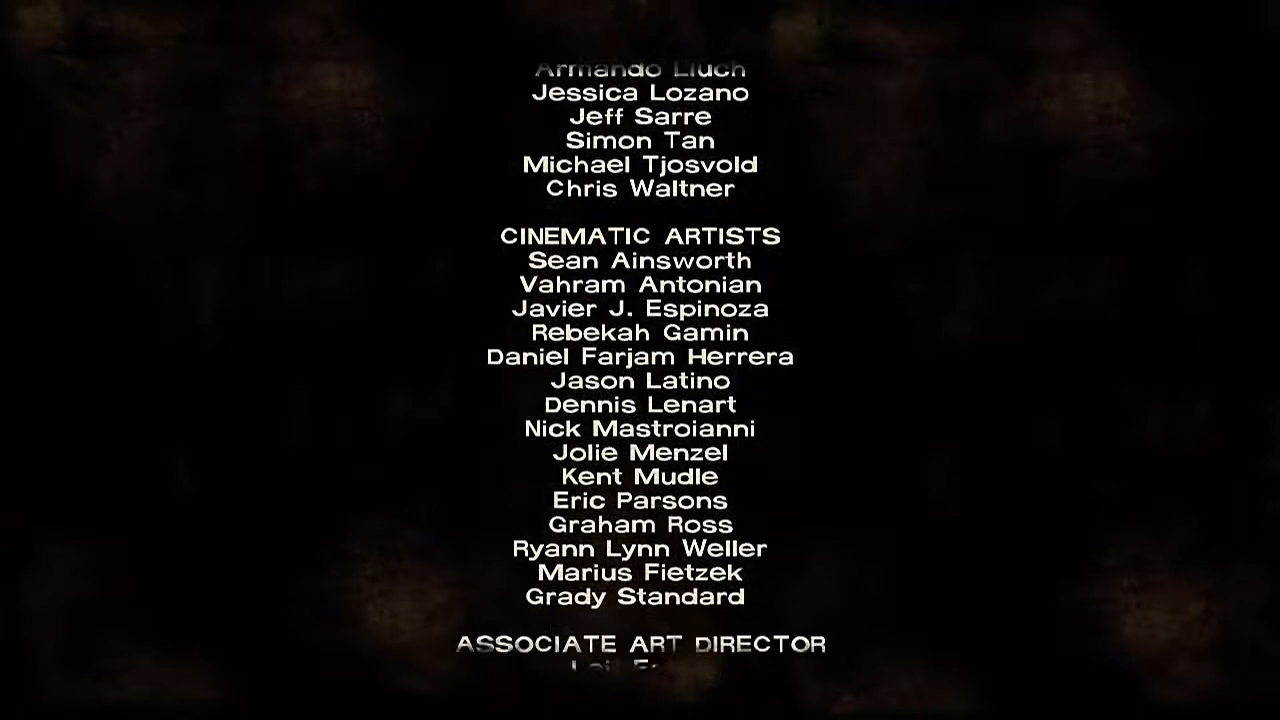 Armando Lluch
Jessica Lozano
Jeff Sarre
Simon Tan
Michael Tjosvold
Chris Waltner
CINEMATIC ARTISTS
Sean Ainsworth
Vahram Antonian
Javier J. Espinoza
Rebekah Gamin
Daniel Farjam Herrera
Jason Latino
Dennis Lenart
Nick Mastroianni
Jolie Menzel
Kent Mudle
Eric Parsons
Graham Ross
Ryann Lynn Weller
Marius Fietzek
Grady Standard
ASSOCIATE ART DIRECTOR